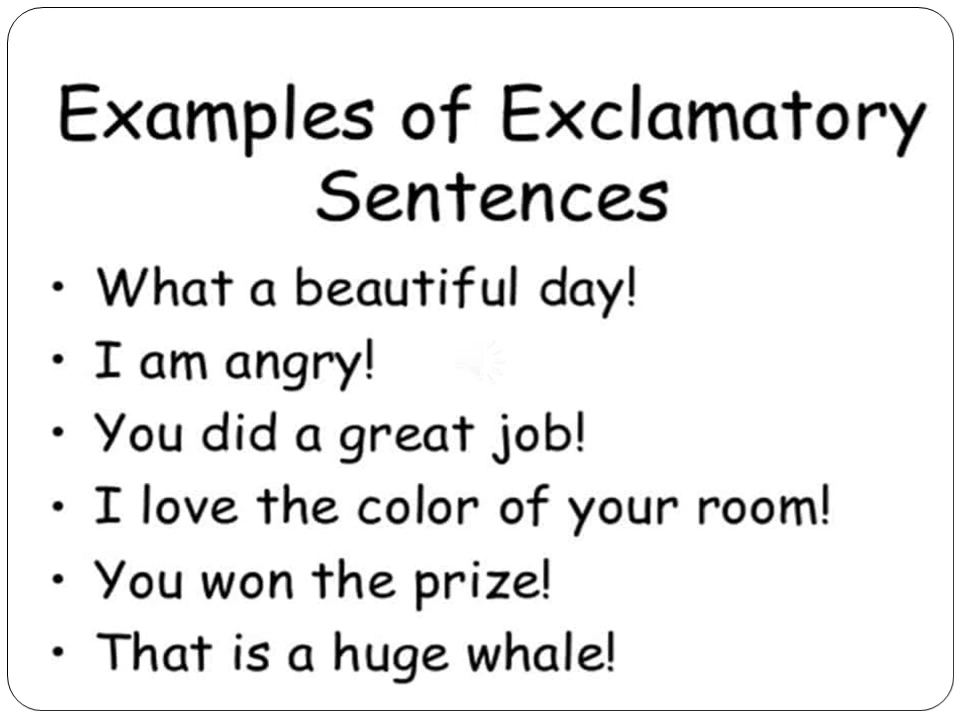 Examples of Exclamatory
Sentences
• What a beautiful day!
• I am angry!
• You did a great job!
• I love the color of your room!
• You won the prize!
• That is a huge whale!